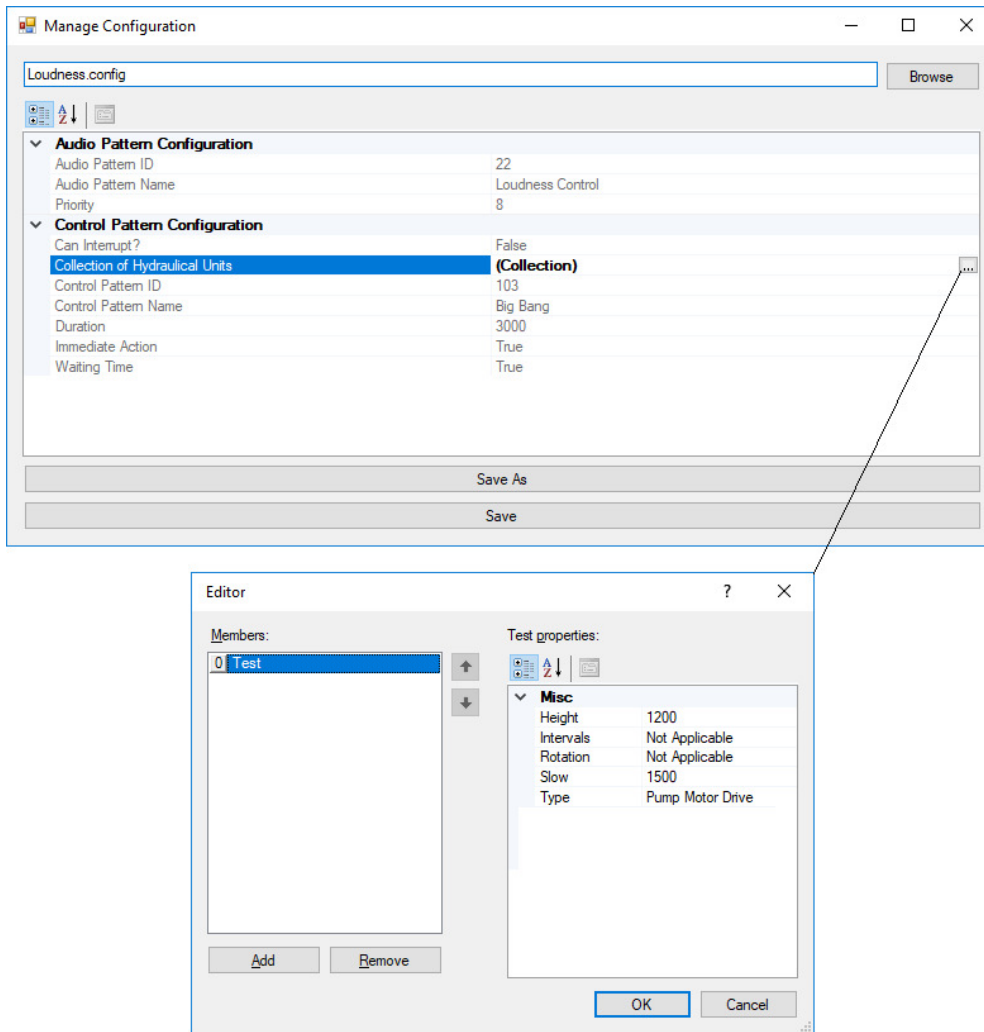 Manage Configuration
Loudness.config
Browse
Audio Pattern Configuration
Audio Pattern ID 22
Audio Pattern Name Loudness Control
Priority 8
Control Pattern Configuration
Can Interrupt? False
Collection of Hydraulical Units (Collection) ...
Control Pattern ID 103
Control Pattern Name Big Bang
Duration 3000
Immediate Action True
Waiting Time True
Save As
Save
Editor ?
Members:
0 Test
Add Remove
Test properties:
Misc
Height 1200
Intervals Not Applicable
Rotation Not Applicable
Slow 1500
Type Pump Motor Drive
OK Cancel